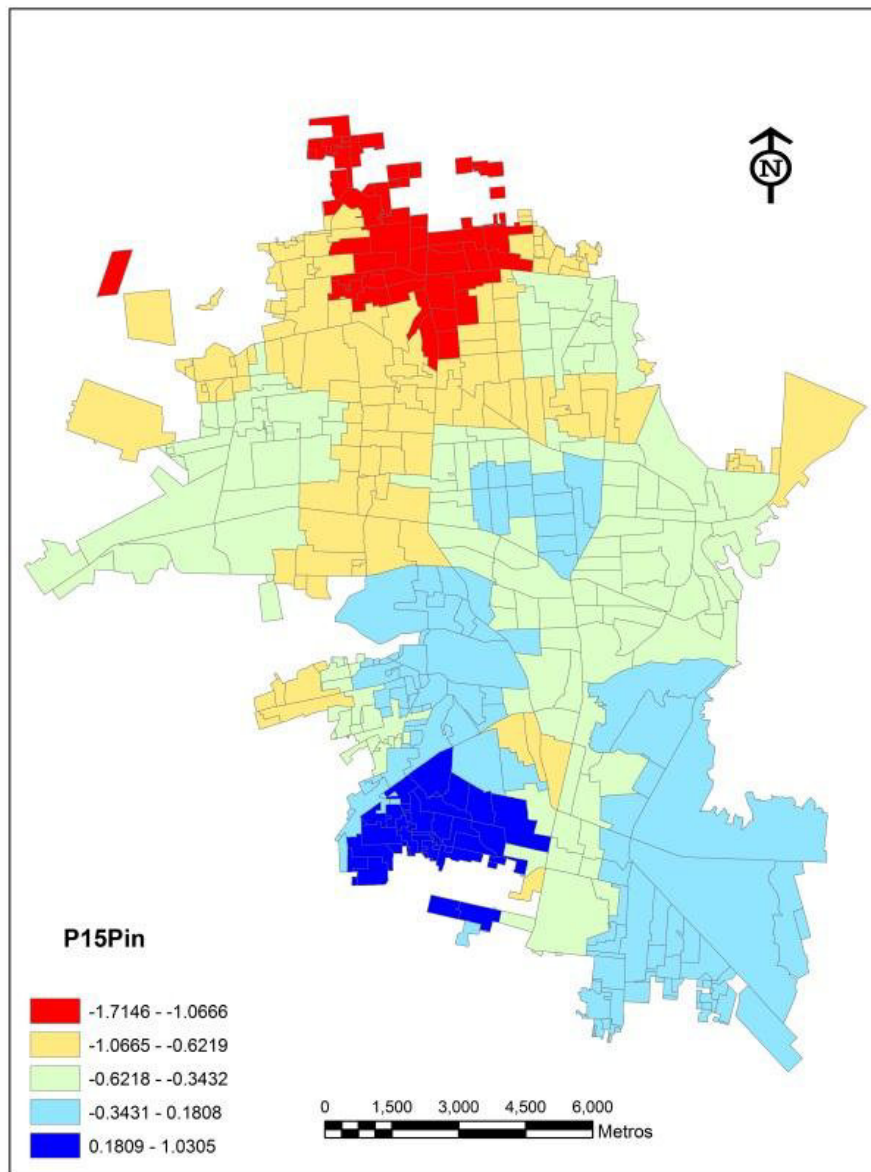 N
P15Pin
-1.7146 - -1.0666
-1.0665 - -0.6219
-0.6218 - -0.3432
-0.3431 - 0.1808
0.1809 - 1.0305
0 1,500 3,000 4,500 6,000
Metros